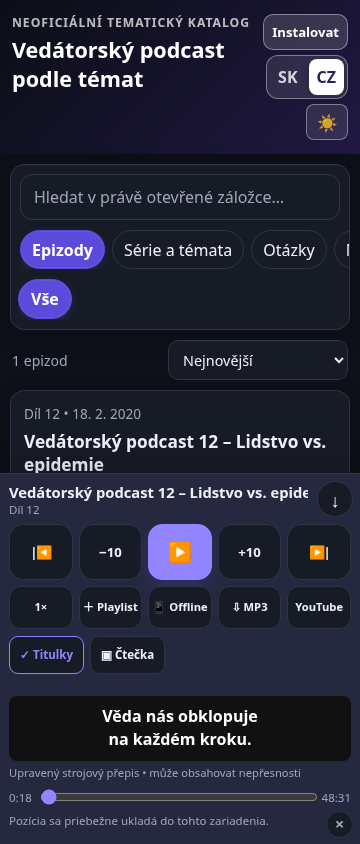 NEOFICIÁLNÍ TEMATICKÝ KATALOG
Vedátorský podcast
podle témat
Instalovat
SK CZ
Hledat v právě otevřené záložce…
Epizody Série a témata Otázky
Vše
1 epizod Nejnovější
Díl 12 • 18. 2. 2020
Vedátorský podcast 12 – Lidstvo vs.
epidemie
Vedátorský podcast 12 – Lidstvo vs. epide
Díl 12
−10 +10
1× + Playlist Offline ⇩ MP3 YouTube
✓ Titulky ▣ Čtečka
Věda nás obklopuje
na každém kroku.
Upravený strojový přepis • může obsahovat nepřesnosti
0:18 48:31
Pozícia sa priebežne ukladá do tohto zariadenia.